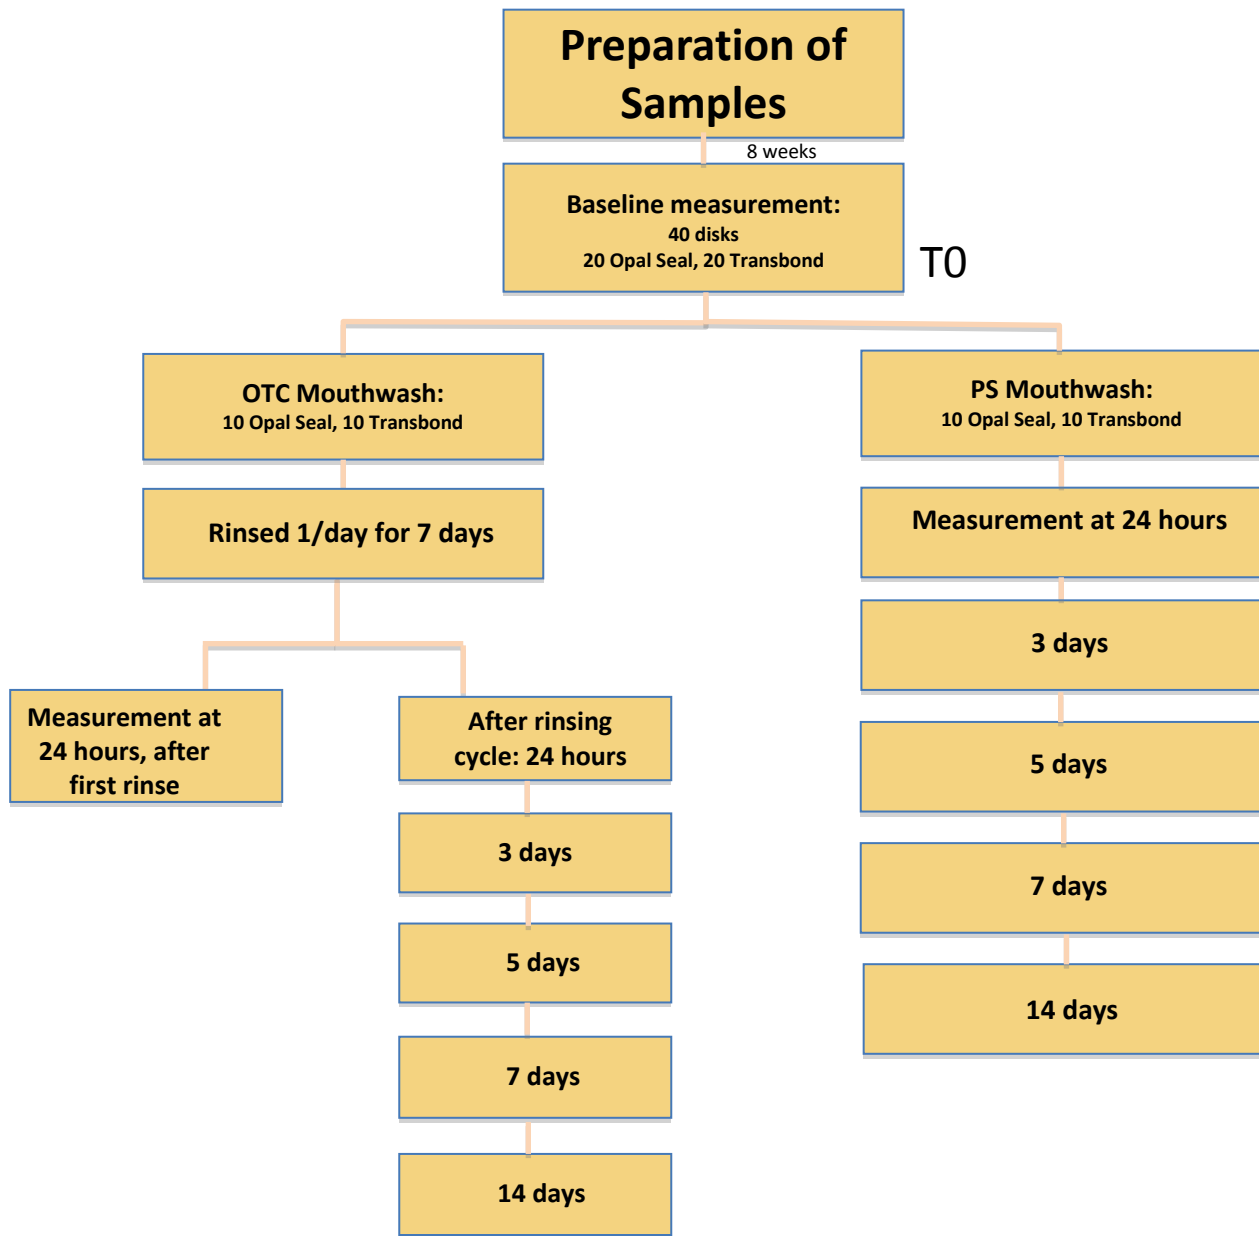 Preparation of
Samples
8 weeks
Baseline measurement:
40 disks
20 Opal Seal, 20 Transbond
T0
OTC Mouthwash:
10 Opal Seal, 10 Transbond
Rinsed 1/day for 7 days
Measurement at
24 hours, after
first rinse
After rinsing
cycle: 24 hours
3 days
5 days
7 days
14 days
PS Mouthwash:
10 Opal Seal, 10 Transbond
Measurement at 24 hours
3 days
5 days
7 days
14 days